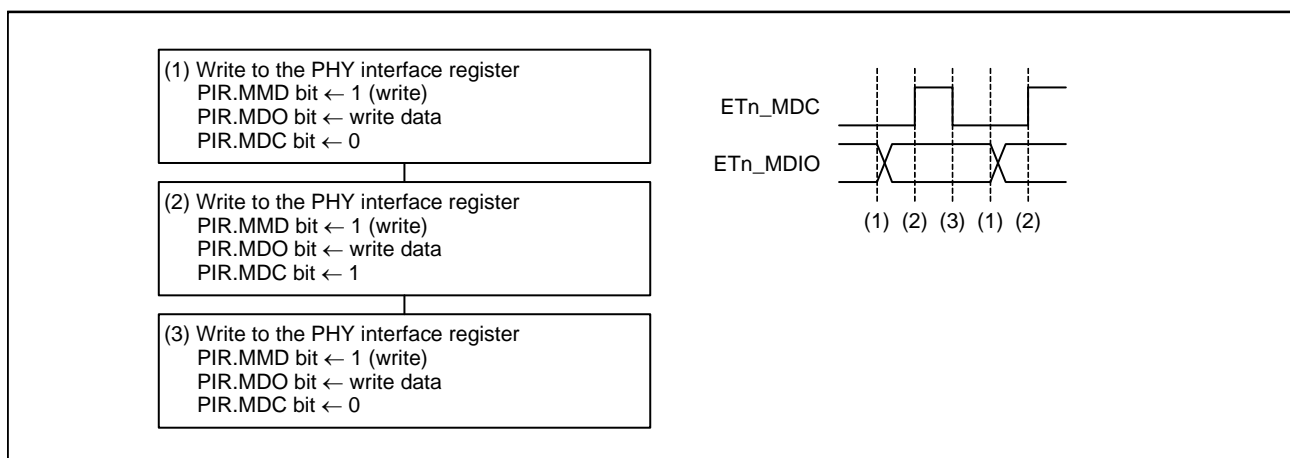 (1) Write to the PHY interface register
PIR.MMD bit ← 1 (write)
PIR.MDO bit ← write data
PIR.MDC bit ← 0
(2) Write to the PHY interface register
PIR.MMD bit ← 1 (write)
PIR.MDO bit ← write data
PIR.MDC bit ← 1
(3) Write to the PHY interface register
PIR.MMD bit ← 1 (write)
PIR.MDO bit ← write data
PIR.MDC bit ← 0
ETn_MDC
ETn_MDIO
(1) (2) (3) (1) (2)